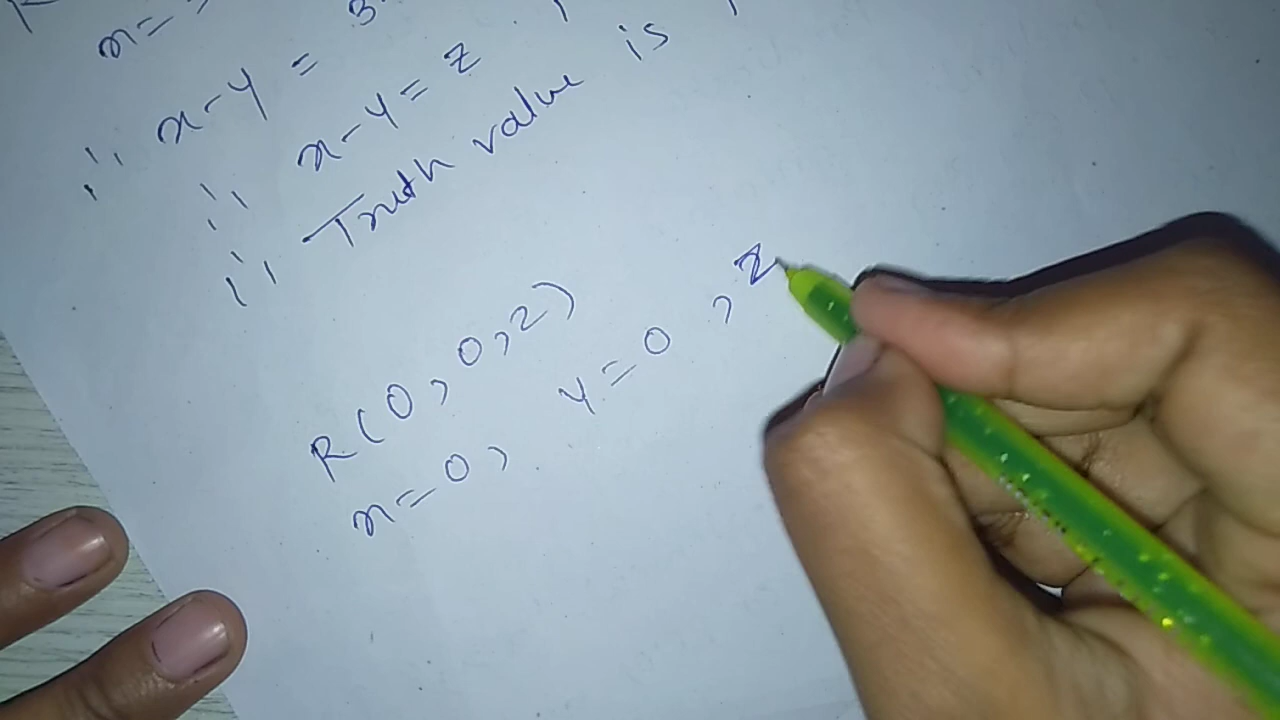 x =
∴ x - y = 3
∴ x - y = z
∴ Truth value is
R(0, 0, 2)
x = 0, y = 0, z